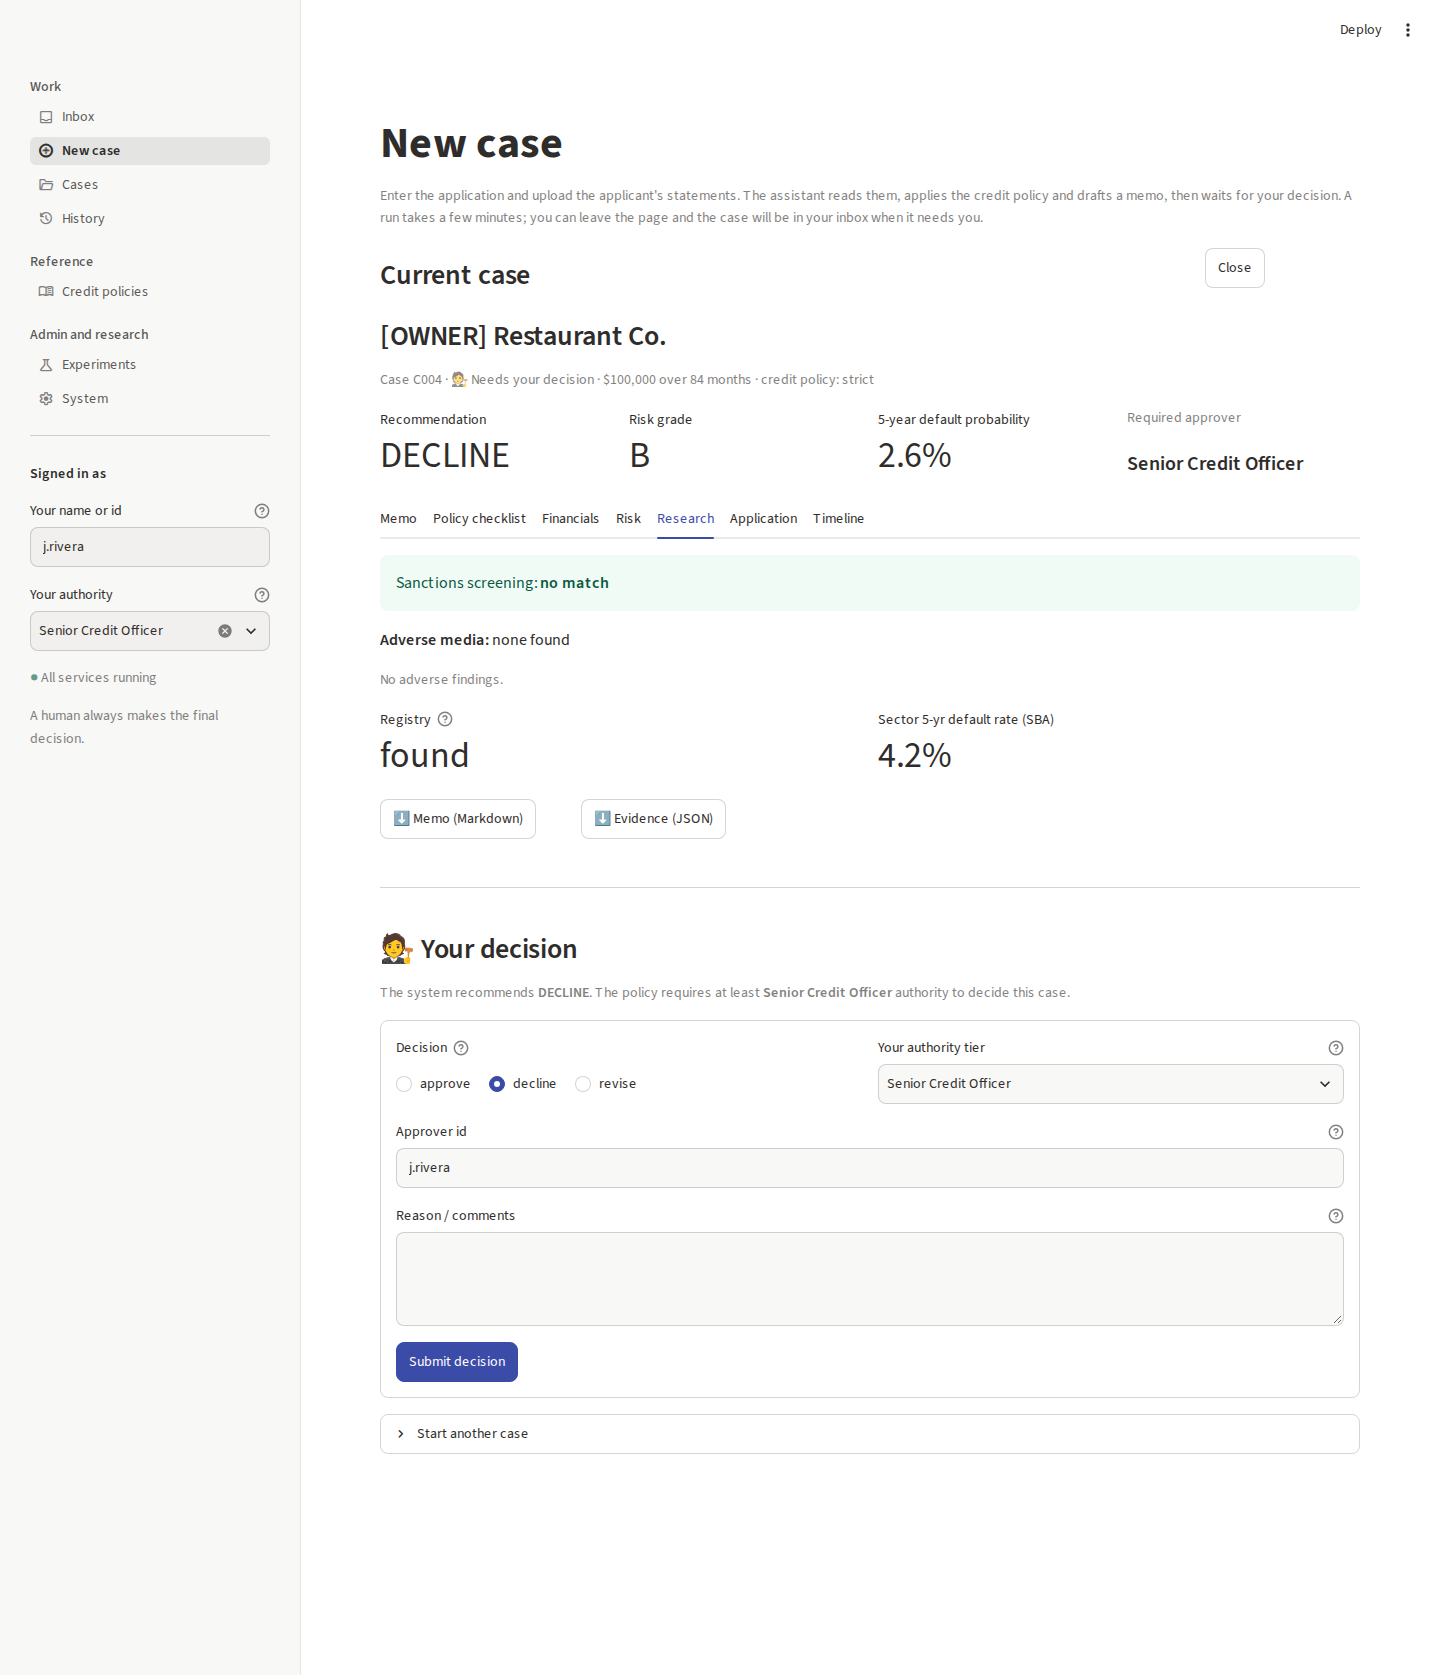 Deploy
Work
Inbox
New case
Cases
History
Reference
Credit policies
Admin and research
Experiments
System
Signed in as
Your name or id
j.rivera
Your authority
Senior Credit Officer
All services running
A human always makes the final
decision.
New case
Enter the application and upload the applicant's statements. The assistant reads them, applies the credit policy and drafts a memo, then waits for your decision. A
run takes a few minutes; you can leave the page and the case will be in your inbox when it needs you.
Current case
Close
[OWNER] Restaurant Co.
Case C004 · Needs your decision · $100,000 over 84 months · credit policy: strict
Recommendation
DECLINE
Risk grade
B
5-year default probability
2.6%
Required approver
Senior Credit Officer
Memo Policy checklist Financials Risk Research Application Timeline
Sanctions screening: no match
Adverse media: none found
No adverse findings.
Registry
found
Sector 5-yr default rate (SBA)
4.2%
Memo (Markdown)
Evidence (JSON)
Your decision
The system recommends DECLINE. The policy requires at least Senior Credit Officer authority to decide this case.
Decision
approve decline revise
Your authority tier
Senior Credit Officer
Approver id
j.rivera
Reason / comments
Submit decision
Start another case